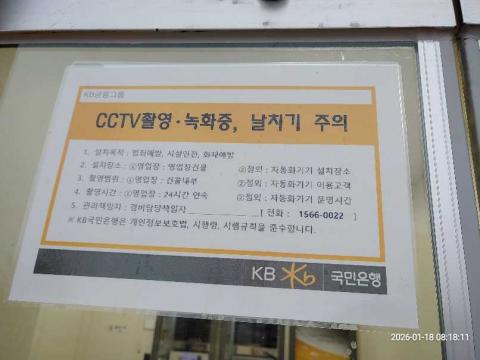 KB금융그룹
CCTV촬영·녹화중, 날치기 주의
1. 설치목적 : 범죄예방, 시설안전, 화재예방
2. 설치장소 : ①영업장 : 영업장건물 ②점외 : 자동화기기 설치장소
3. 촬영범위 : ①영업장 : 건물내부 ②점외 : 자동화기기 이용고객
4. 촬영시간 : ①영업장 : 24시간 연속 ②점외 : 자동화기기 운영시간
5. 관리책임자 : 경비담당책임자 [ 전화 : 1566-0022 ]
※ KB국민은행은 개인정보보호법, 시행령, 시행규칙을 준수합니다.
KB 국민은행
2026-01-18 08:18:11